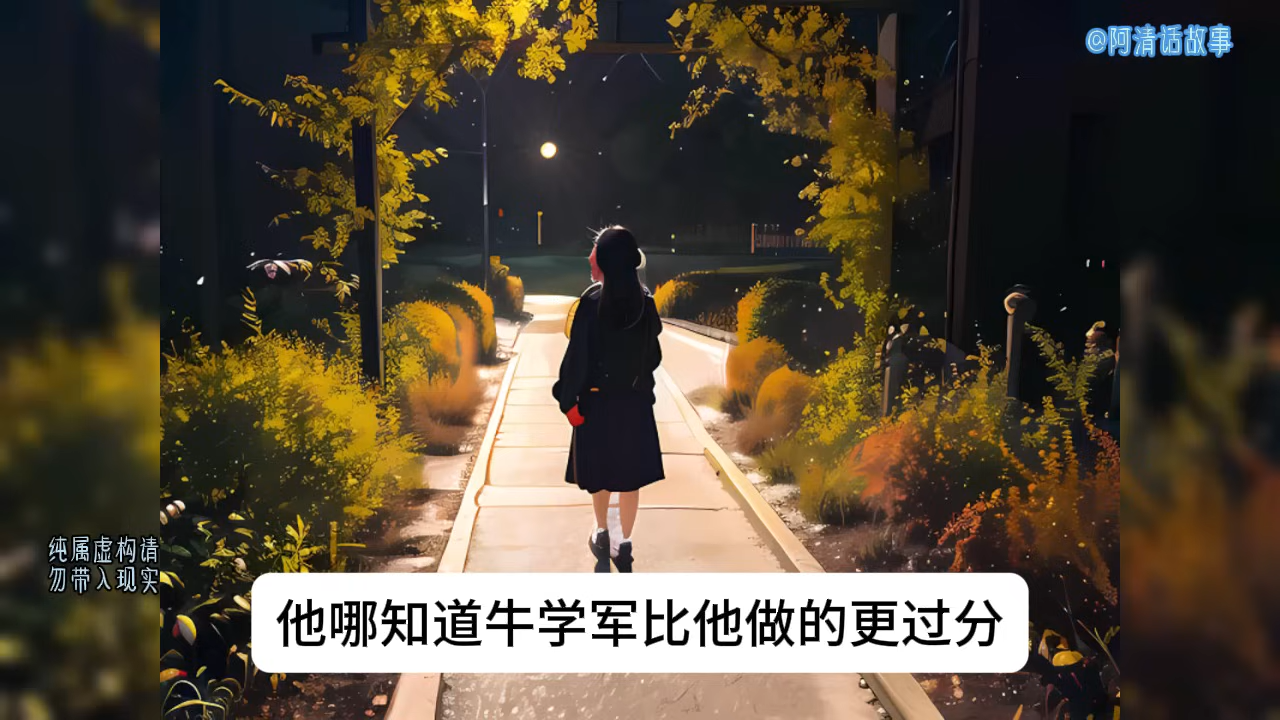 @阿清话故事
纯属虚构请
勿带入现实
他哪知道牛学军比他做的更过分